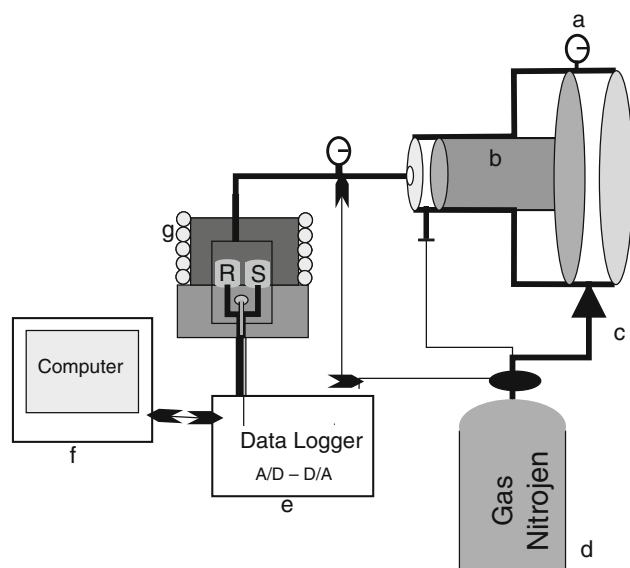 a
b
g
R S
c
Computer
f
Data Logger
A/D – D/A
e
Gas
Nitrojen
d